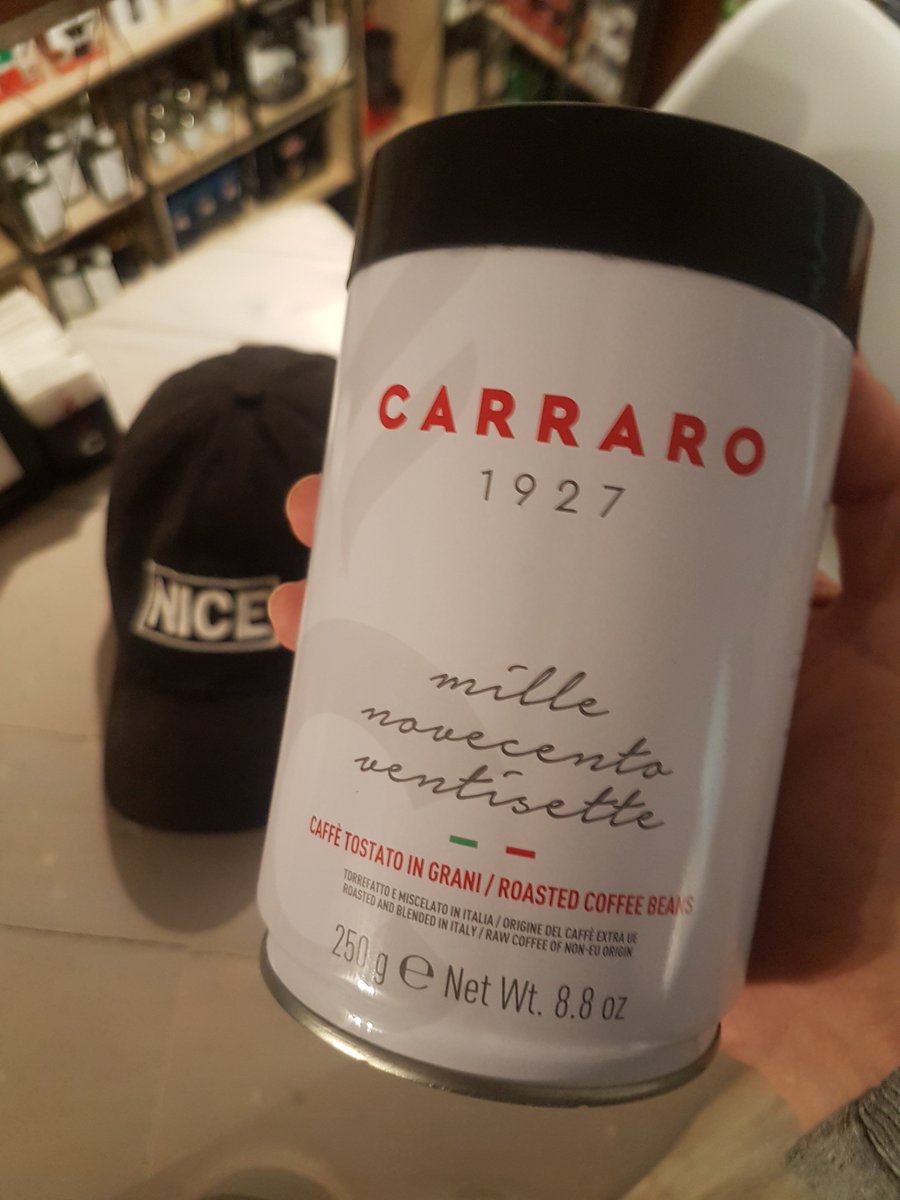 CARRARO
1927
mille
novecento
ventisette
CAFFÈ TOSTATO IN GRANI / ROASTED COFFEE BEANS
TORREFATTO E MISCELATO IN ITALIA / ORIGINE DEL CAFFÈ EXTRA UE
ROASTED AND BLENDED IN ITALY / RAW COFFEE OF NON-EU ORIGIN
250 g ℮ Net Wt. 8.8 oz
NICE